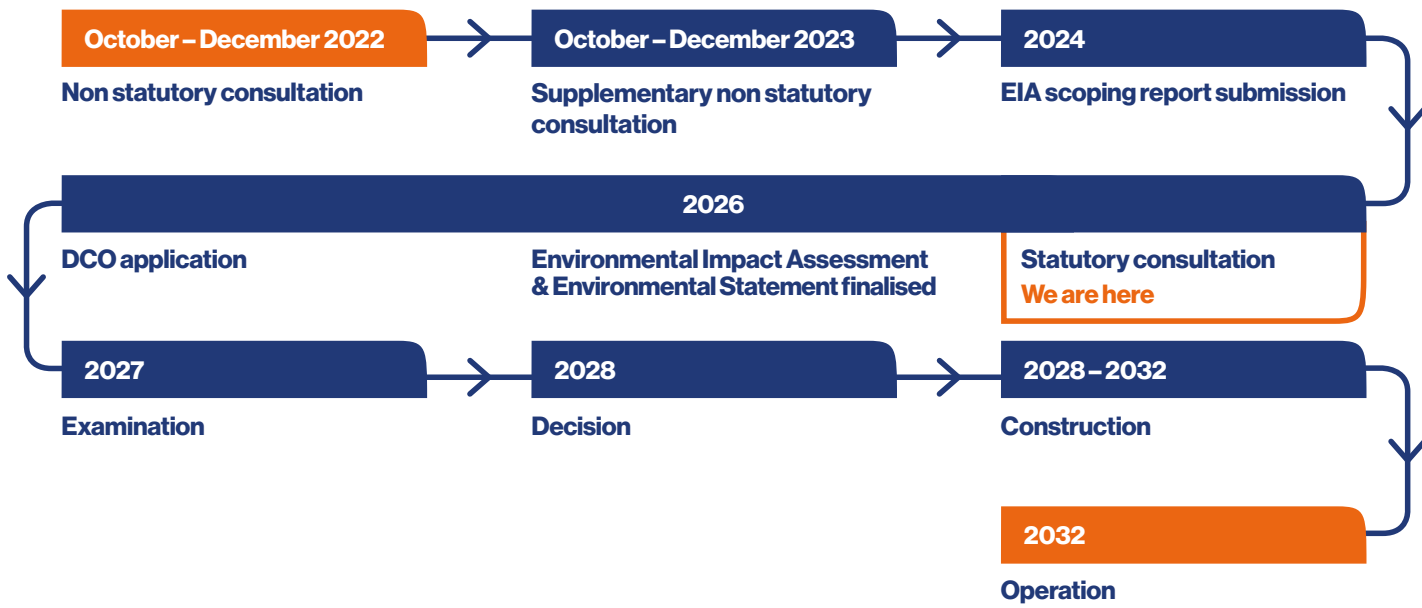 October – December 2022
Non statutory consultation
October – December 2023
Supplementary non statutory
consultation
2024
EIA scoping report submission
2026
Statutory consultation
We are here
Environmental Impact Assessment
& Environmental Statement finalised
DCO application
2027
Examination
2028
Decision
2028 – 2032
Construction
2032
Operation